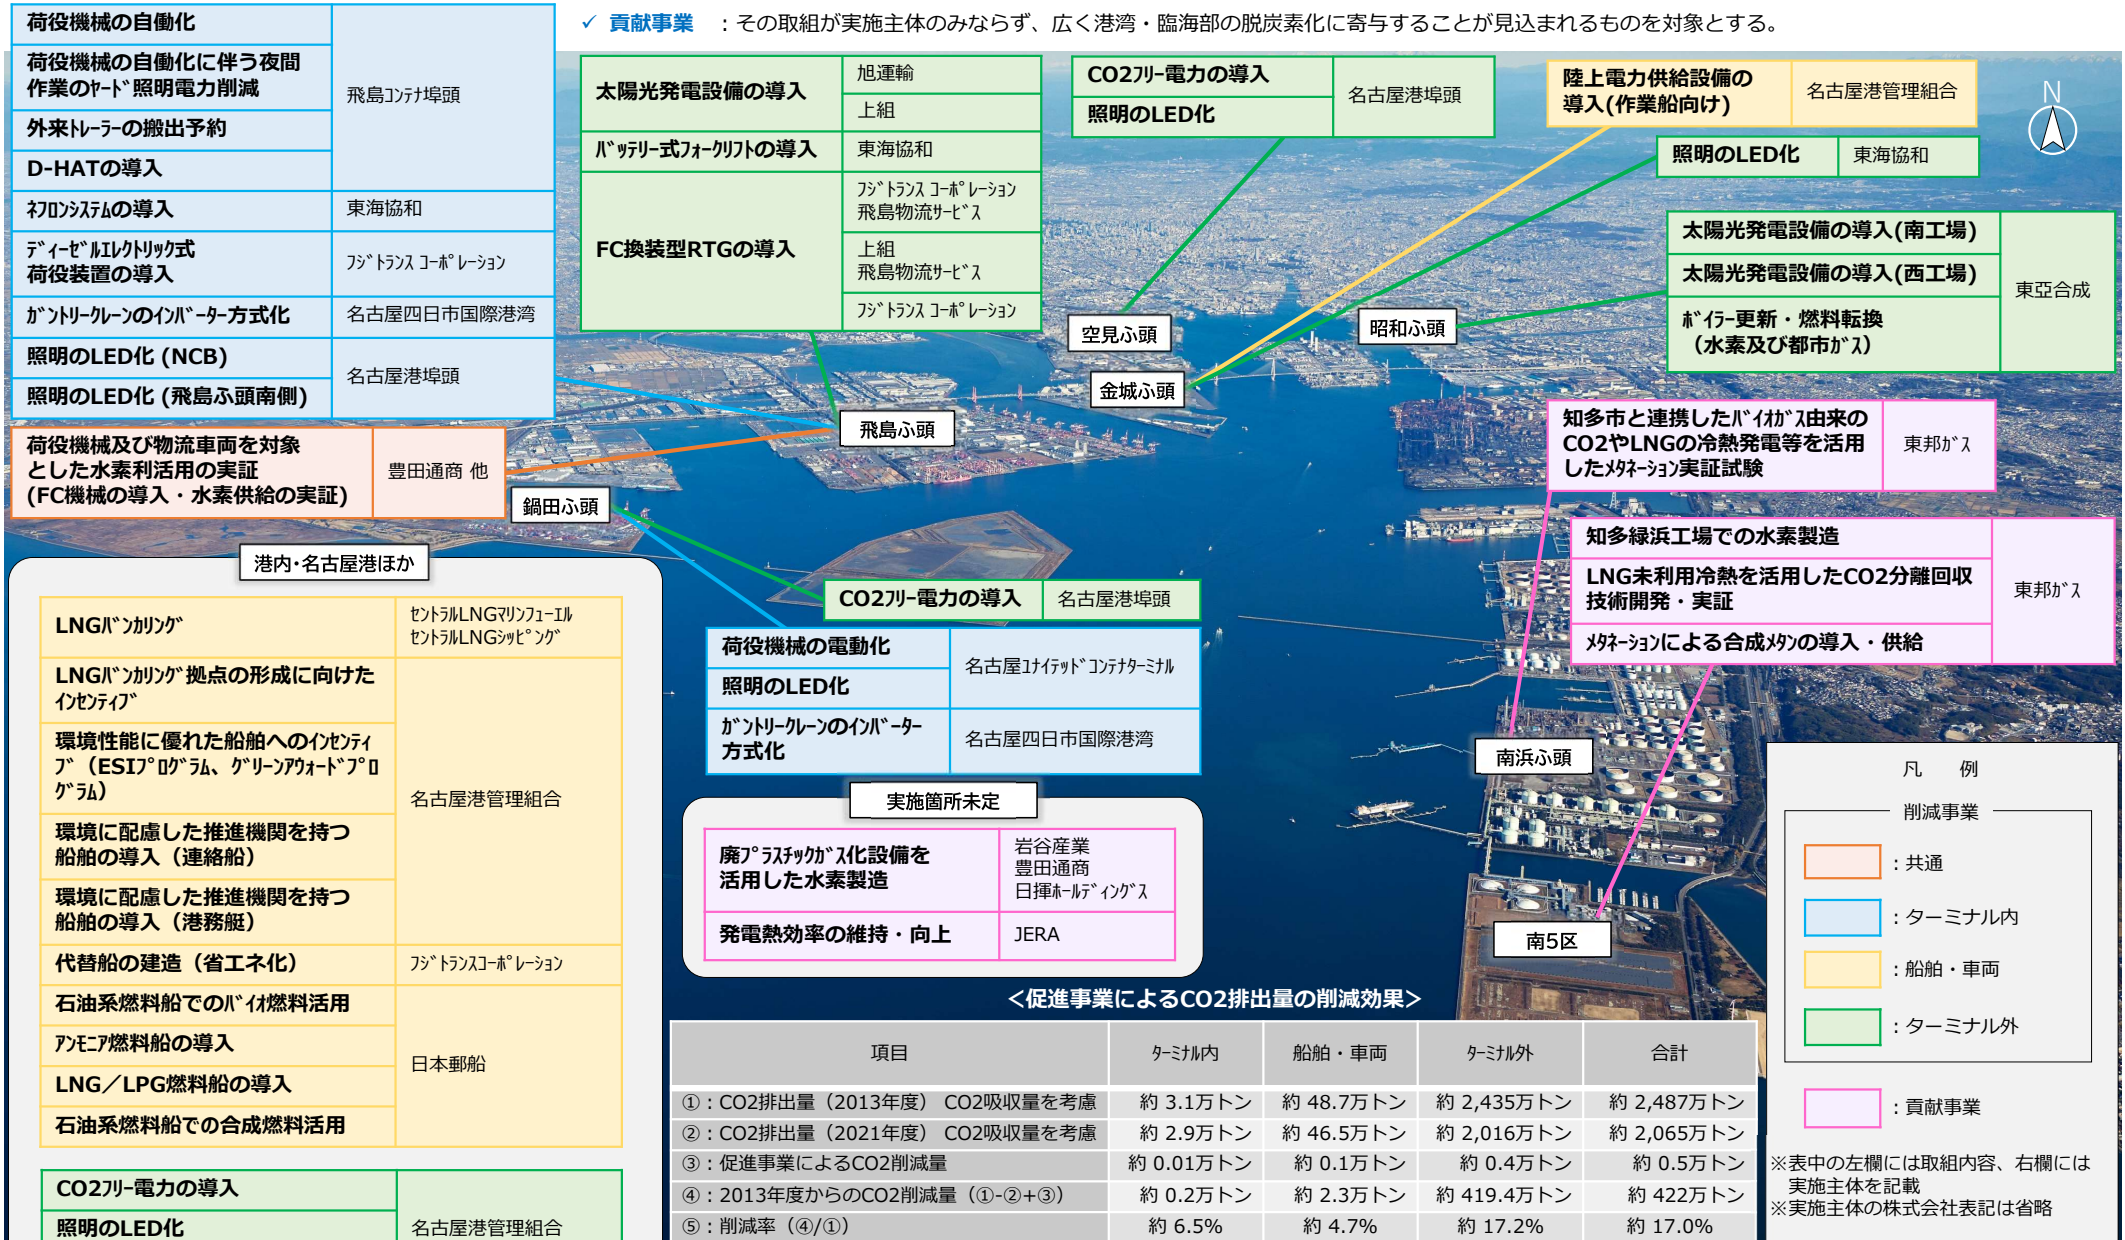 ✓ 貢献事業 ：その取組が実施主体のみならず、広く港湾・臨海部の脱炭素化に寄与することが見込まれるものを対象とする。
荷役機械の自働化
荷役機械の自働化に伴う夜間
作業のﾔｰﾄﾞ照明電力削減
外来ﾄﾚｰﾗｰの搬出予約
D-HATの導入
飛島ｺﾝﾃﾅ埠頭
ﾈﾌﾛﾝｼｽﾃﾑの導入
東海協和
ﾃﾞｨｰｾﾞﾙｴﾚｸﾄﾘｯｸ式
荷役装置の導入
ﾌｼﾞﾄﾗﾝｽ ｺｰﾎﾟﾚｰｼｮﾝ
ｶﾞﾝﾄﾘｰｸﾚｰﾝのｲﾝﾊﾞｰﾀｰ方式化
名古屋四日市国際港湾
照明のLED化 (NCB)
照明のLED化 (飛島ふ頭南側)
名古屋港埠頭
荷役機械及び物流車両を対象
とした水素利活用の実証
(FC機械の導入・水素供給の実証)
豊田通商 他
太陽光発電設備の導入
旭運輸
上組
ﾊﾞｯﾃﾘｰ式ﾌｫｰｸﾘﾌﾄの導入
東海協和
FC換装型RTGの導入
ﾌｼﾞﾄﾗﾝｽ ｺｰﾎﾟﾚｰｼｮﾝ
飛島物流ｻｰﾋﾞｽ
上組
飛島物流ｻｰﾋﾞｽ
ﾌｼﾞﾄﾗﾝｽ ｺｰﾎﾟﾚｰｼｮﾝ
CO2ﾌﾘｰ電力の導入
照明のLED化
名古屋港埠頭
陸上電力供給設備の
導入(作業船向け)
名古屋港管理組合
N
照明のLED化
東海協和
太陽光発電設備の導入(南工場)
太陽光発電設備の導入(西工場)
ﾎﾞｲﾗｰ更新・燃料転換
（水素及び都市ｶﾞｽ）
東亞合成
空見ふ頭
昭和ふ頭
金城ふ頭
飛島ふ頭
鍋田ふ頭
知多市と連携したﾊﾞｲｵｶﾞｽ由来の
CO2やLNGの冷熱発電等を活用
したﾒﾀﾈｰｼｮﾝ実証試験
東邦ｶﾞｽ
知多緑浜工場での水素製造
LNG未利用冷熱を活用したCO2分離回収
技術開発・実証
ﾒﾀﾈｰｼｮﾝによる合成ﾒﾀﾝの導入・供給
東邦ｶﾞｽ
CO2ﾌﾘｰ電力の導入
名古屋港埠頭
荷役機械の電動化
照明のLED化
名古屋ﾕﾅｲﾃｯﾄﾞｺﾝﾃﾅﾀｰﾐﾅﾙ
ｶﾞﾝﾄﾘｰｸﾚｰﾝのｲﾝﾊﾞｰﾀｰ
方式化
名古屋四日市国際港湾
南浜ふ頭
南5区
港内･名古屋港ほか
LNGﾊﾞﾝｶﾘﾝｸﾞ
ｾﾝﾄﾗﾙLNGﾏﾘﾝﾌｭｰｴﾙ
ｾﾝﾄﾗﾙLNGｼｯﾋﾟﾝｸﾞ
LNGﾊﾞﾝｶﾘﾝｸﾞ拠点の形成に向けた
ｲﾝｾﾝﾃｨﾌﾞ
環境性能に優れた船舶へのｲﾝｾﾝﾃｨ
ﾌﾞ（ESIﾌﾟﾛｸﾞﾗﾑ、ｸﾞﾘｰﾝｱｳｫｰﾄﾞﾌﾟﾛ
ｸﾞﾗﾑ）
環境に配慮した推進機関を持つ
船舶の導入（連絡船）
環境に配慮した推進機関を持つ
船舶の導入（港務艇）
名古屋港管理組合
代替船の建造（省エネ化）
ﾌｼﾞﾄﾗﾝｽｺｰﾎﾟﾚｰｼｮﾝ
石油系燃料船でのﾊﾞｲｵ燃料活用
ｱﾝﾓﾆｱ燃料船の導入
LNG／LPG燃料船の導入
石油系燃料船での合成燃料活用
日本郵船
CO2ﾌﾘｰ電力の導入
照明のLED化
名古屋港管理組合
実施箇所未定
廃ﾌﾟﾗｽﾁｯｸｶﾞｽ化設備を
活用した水素製造
岩谷産業
豊田通商
日揮ﾎｰﾙﾃﾞｨﾝｸﾞｽ
発電熱効率の維持・向上
JERA
＜促進事業によるCO2排出量の削減効果＞
項目 ﾀｰﾐﾅﾙ内 船舶・車両 ﾀｰﾐﾅﾙ外 合計
①：CO2排出量（2013年度） CO2吸収量を考慮 約 3.1万トン 約 48.7万トン 約 2,435万トン 約 2,487万トン
②：CO2排出量（2021年度） CO2吸収量を考慮 約 2.9万トン 約 46.5万トン 約 2,016万トン 約 2,065万トン
③：促進事業によるCO2削減量 約 0.01万トン 約 0.1万トン 約 0.4万トン 約 0.5万トン
④：2013年度からのCO2削減量（①-②+③） 約 0.2万トン 約 2.3万トン 約 419.4万トン 約 422万トン
⑤：削減率（④/①） 約 6.5% 約 4.7% 約 17.2% 約 17.0%
凡 例
削減事業
：共通
：ターミナル内
：船舶・車両
：ターミナル外
：貢献事業
※表中の左欄には取組内容、右欄には
実施主体を記載
※実施主体の株式会社表記は省略